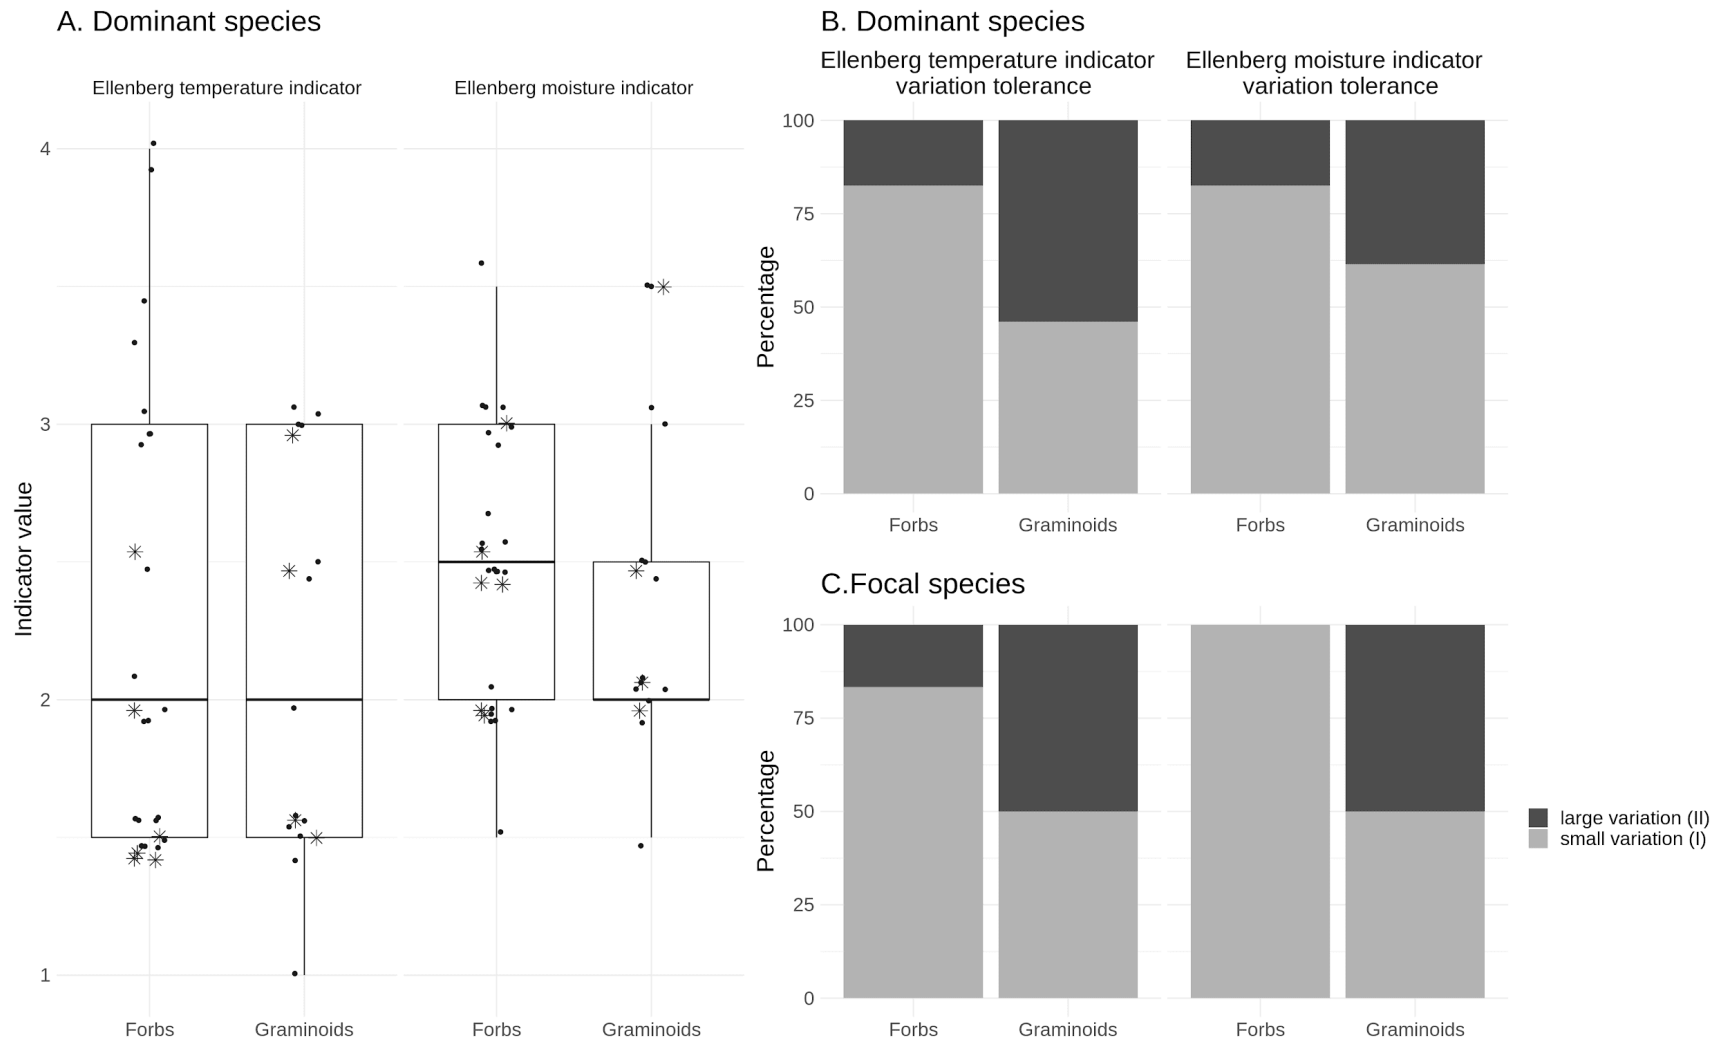 A. Dominant species
Ellenberg temperature indicator
Ellenberg moisture indicator
Indicator value
4
3
2
1
Forbs
Graminoids
Forbs
Graminoids
B. Dominant species
Ellenberg temperature indicator
variation tolerance
Ellenberg moisture indicator
variation tolerance
Percentage
100
75
50
25
0
Forbs
Graminoids
Forbs
Graminoids
C.Focal species
Percentage
100
75
50
25
0
Forbs
Graminoids
Forbs
Graminoids
large variation (II)
small variation (I)